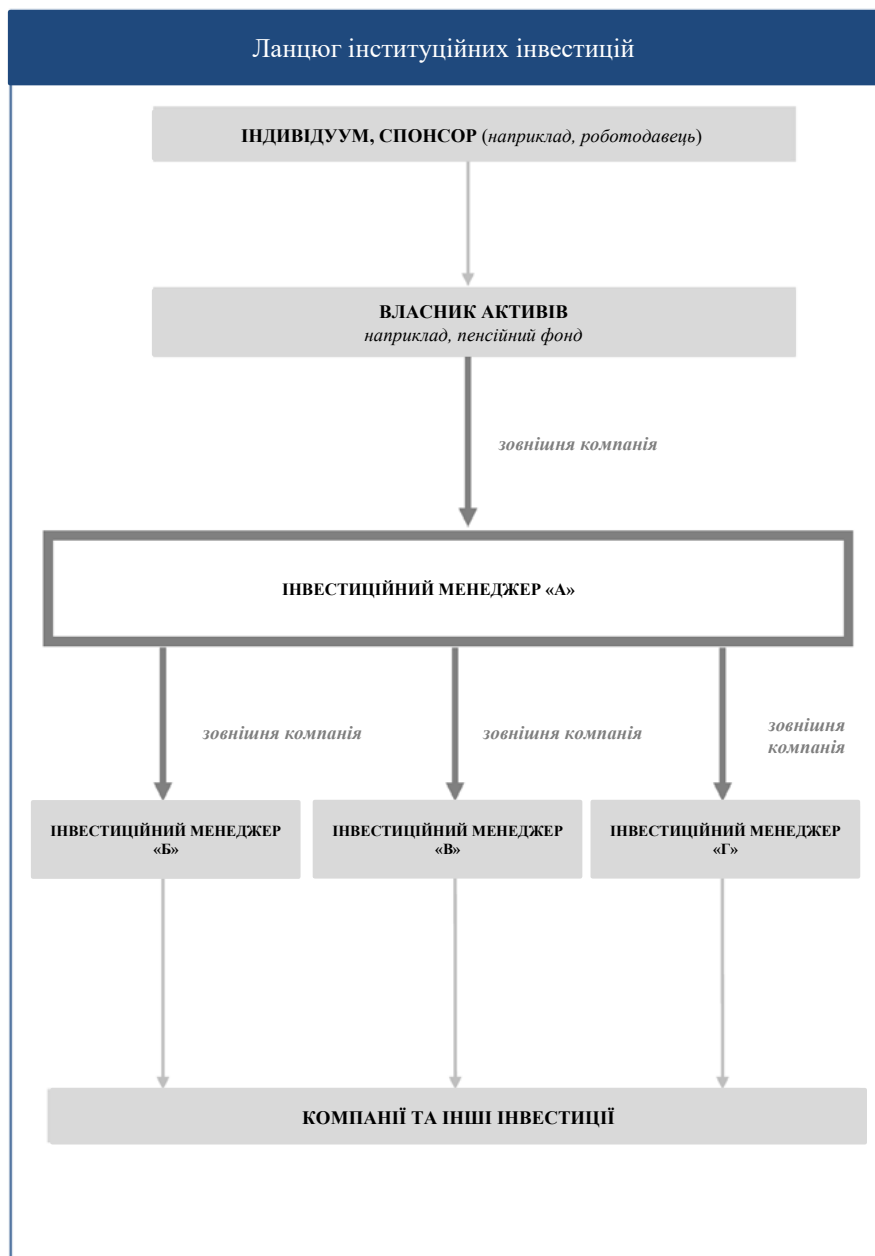 Ланцюг інституційних інвестицій
ІНДИВІДУУМ, СПОНСОР (наприклад, роботодавець)
ВЛАСНИК АКТИВІВ
наприклад, пенсійний фонд
зовнішня компанія
ІНВЕСТИЦІЙНИЙ МЕНЕДЖЕР «А»
зовнішня компанія
зовнішня компанія
зовнішня
компанія
ІНВЕСТИЦІЙНИЙ МЕНЕДЖЕР
«Б»
ІНВЕСТИЦІЙНИЙ МЕНЕДЖЕР
«В»
ІНВЕСТИЦІЙНИЙ МЕНЕДЖЕР
«Г»
КОМПАНІЇ ТА ІНШІ ІНВЕСТИЦІЇ